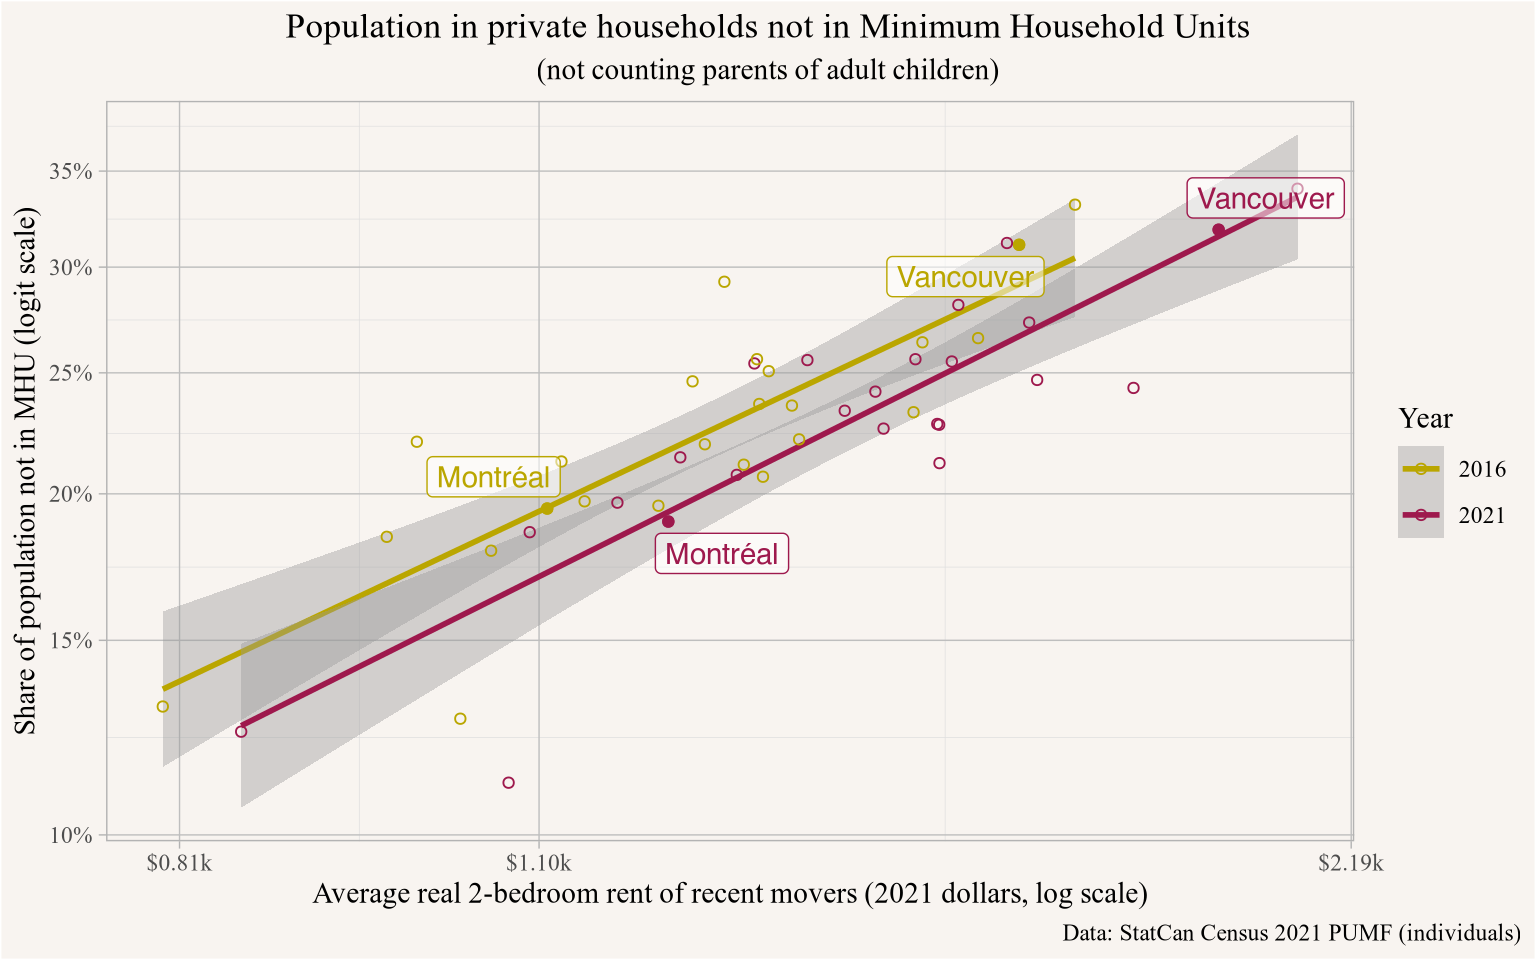 Population in private households not in Minimum Household Units
(not counting parents of adult children)
Share of population not in MHU (logit scale)
35%
30%
25%
20%
15%
10%
Vancouver
Vancouver
Montréal
Montréal
Year
2016
2021
$0.81k
$1.10k
$2.19k
Average real 2-bedroom rent of recent movers (2021 dollars, log scale)
Data: StatCan Census 2021 PUMF (individuals)